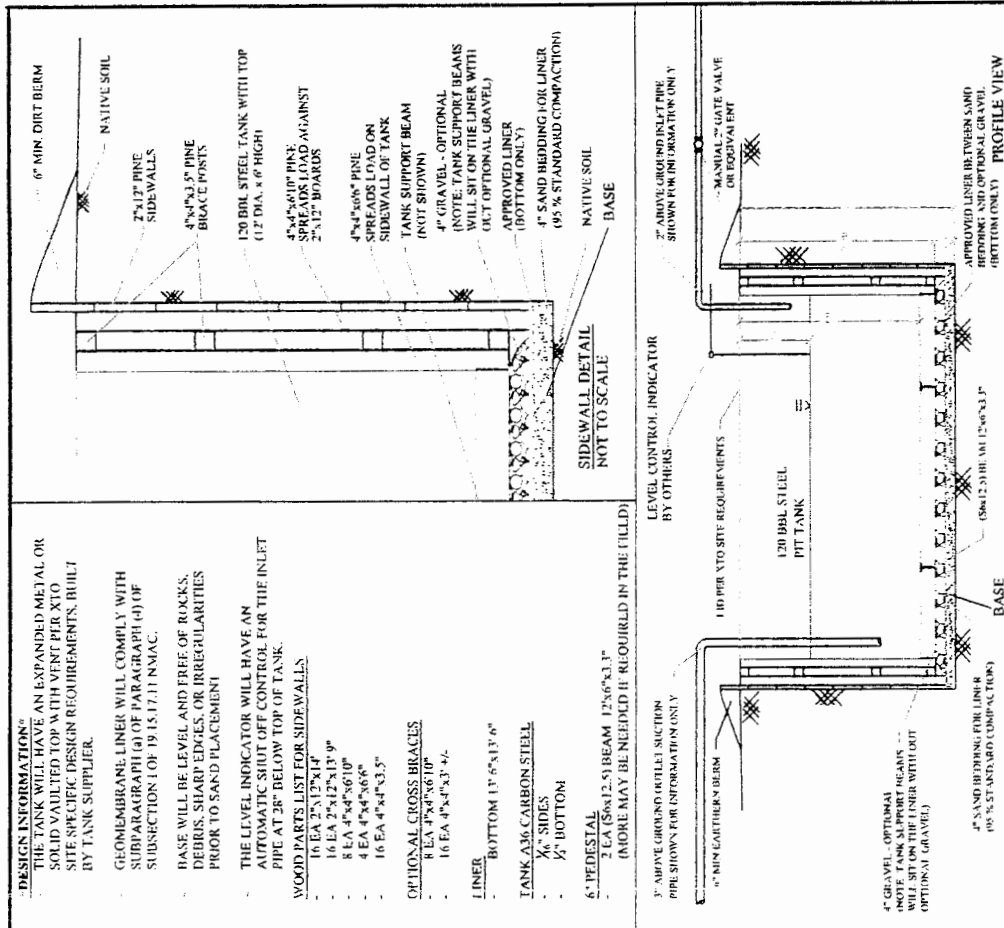 "DESIGN INFORMATION"
- THE TANK WILL HAVE AN EXPANDED METAL OR
SOLID VAULTED TOP WITH VENT PER XTO
SITE SPECIFIC DESIGN REQUIREMENTS, BUILT
BY TANK SUPPLIER.
- GEOMEMBRANE LINER WILL COMPLY WITH
SUBPARAGRAPH (a) OF PARAGRAPH (4) OF
SUBSECTION I OF 19.15.17.11 NMAC.
- BASE WILL BE LEVEL AND FREE OF ROCKS,
DEBRIS, SHARP EDGES, OR IRREGULARITIES
PRIOR TO SAND PLACEMENT
- THE LEVEL INDICATOR WILL HAVE AN
AUTOMATIC SHUT OFF CONTROL FOR THE INLET
PIPE AT 28" BELOW TOP OF TANK.
WOOD PARTS LIST FOR SIDEWALLS
- 16 EA 2"x12"x14'
- 16 EA 2"x12"x13' 9"
- 8 EA 4"x4"x6'10"
- 4 EA 4"x4"x6'6"
- 16 EA 4"x4"x3.5"
OPTIONAL CROSS BRACES
- 8 EA 4"x4"x6'10"
- 16 EA 4"x4"x3' +/-
LINER
- BOTTOM 13' 6"x13' 6"
TANK A36 CARBON STEEL
- 3/16" SIDES
- 1/4" BOTTOM
6" PEDESTAL
- 2 EA (S6x12.5) BEAM 12'x6"x3.3"
(MORE MAY BE NEEDED IF REQUIRED IN THE FIELD)
6" MIN. DIRT BERM
NATIVE SOIL
2"x12" PINE
SIDEWALLS
4"x4"x3.5" PINE
BRACE POSTS
120 BBL STEEL TANK WITH TOP
(12' DIA. x 6' HIGH)
4"x4"x6'10" PINE
SPREADS LOAD AGAINST
2"x12" BOARDS
4"x4"x6'6" PINE
SPREADS LOAD ON
SIDEWALL OF TANK
TANK SUPPORT BEAM
(NOT SHOWN)
4" GRAVEL - OPTIONAL
(NOTE: TANK SUPPORT BEAMS
WILL SIT ON THE LINER WITH
OUT OPTIONAL GRAVEL)
APPROVED LINER
(BOTTOM ONLY)
4" SAND BEDDING FOR LINER
(95 % STANDARD COMPACTION)
NATIVE SOIL
BASE
SIDEWALL DETAIL
NOT TO SCALE
3" ABOVE GROUND OUTLET SUCTION
PIPE SHOWN FOR INFORMATION ONLY
6" MIN EARTHERN BERM
LEVEL CONTROL INDICATOR
BY OTHERS
LID PER XTO SITE REQUIREMENTS
120 BBL STEEL
PIT TANK
2" ABOVE GROUND INLET PIPE
SHOWN FOR INFORMATION ONLY
MANUAL 2" GATE VALVE
OR EQUIVALENT
4" GRAVEL - OPTIONAL
(NOTE: TANK SUPPORT BEAMS
WILL SIT ON THE LINER WITH OUT
OPTIONAL GRAVEL)
4" SAND BEDDING FOR LINER
(95 % STANDARD COMPACTION)
BASE
(S6x12.5) BEAM 12'x6"x3.3"
APPROVED LINER BETWEEN SAND
BEDDING AND OPTIONAL GRAVEL
(BOTTOM ONLY)
PROFILE VIEW